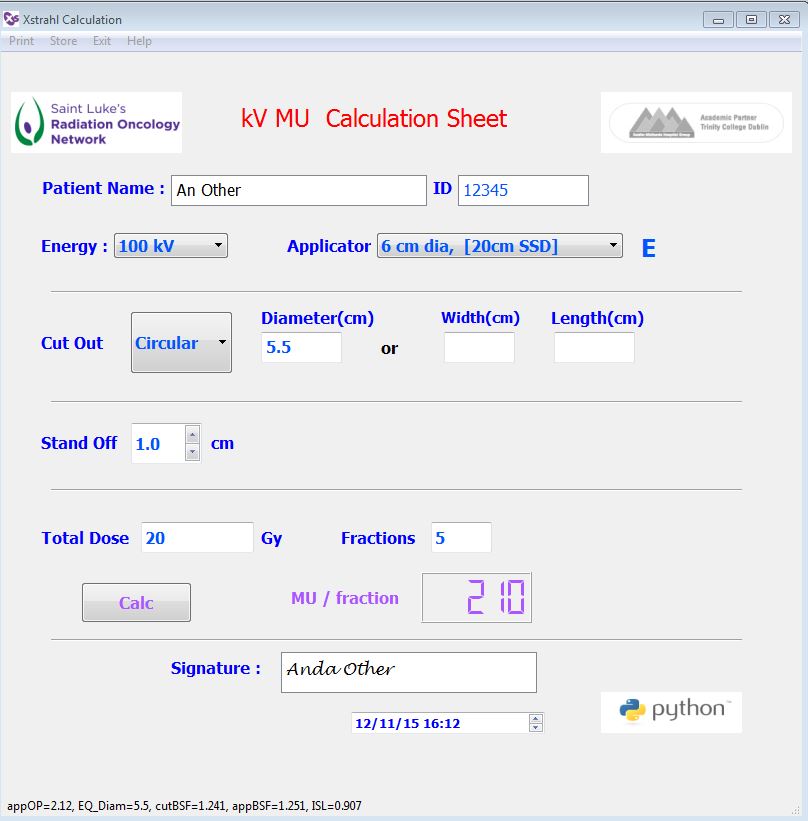 Xstrahl Calculation
Print Store Exit Help
Saint Luke's
Radiation Oncology
Network
kV MU Calculation Sheet
Academic Partner
Trinity College Dublin
Patient Name : An Other ID 12345
Energy : 100 kV Applicator 6 cm dia, [20cm SSD] E
Diameter(cm) Width(cm) Length(cm)
Cut Out Circular 5.5 or
Stand Off 1.0 cm
Total Dose 20 Gy Fractions 5
Calc MU / fraction 210
Signature : Anda Other
12/11/15 16:12
python™
appOP=2.12, EQ_Diam=5.5, cutBSF=1.241, appBSF=1.251, ISL=0.907